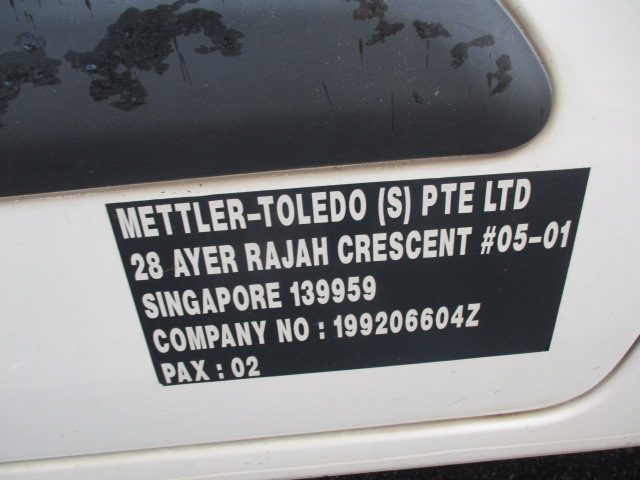 METTLER-TOLEDO (S) PTE LTD
28 AYER RAJAH CRESCENT #05-01
SINGAPORE 139959
COMPANY NO : 199206604Z
PAX : 02